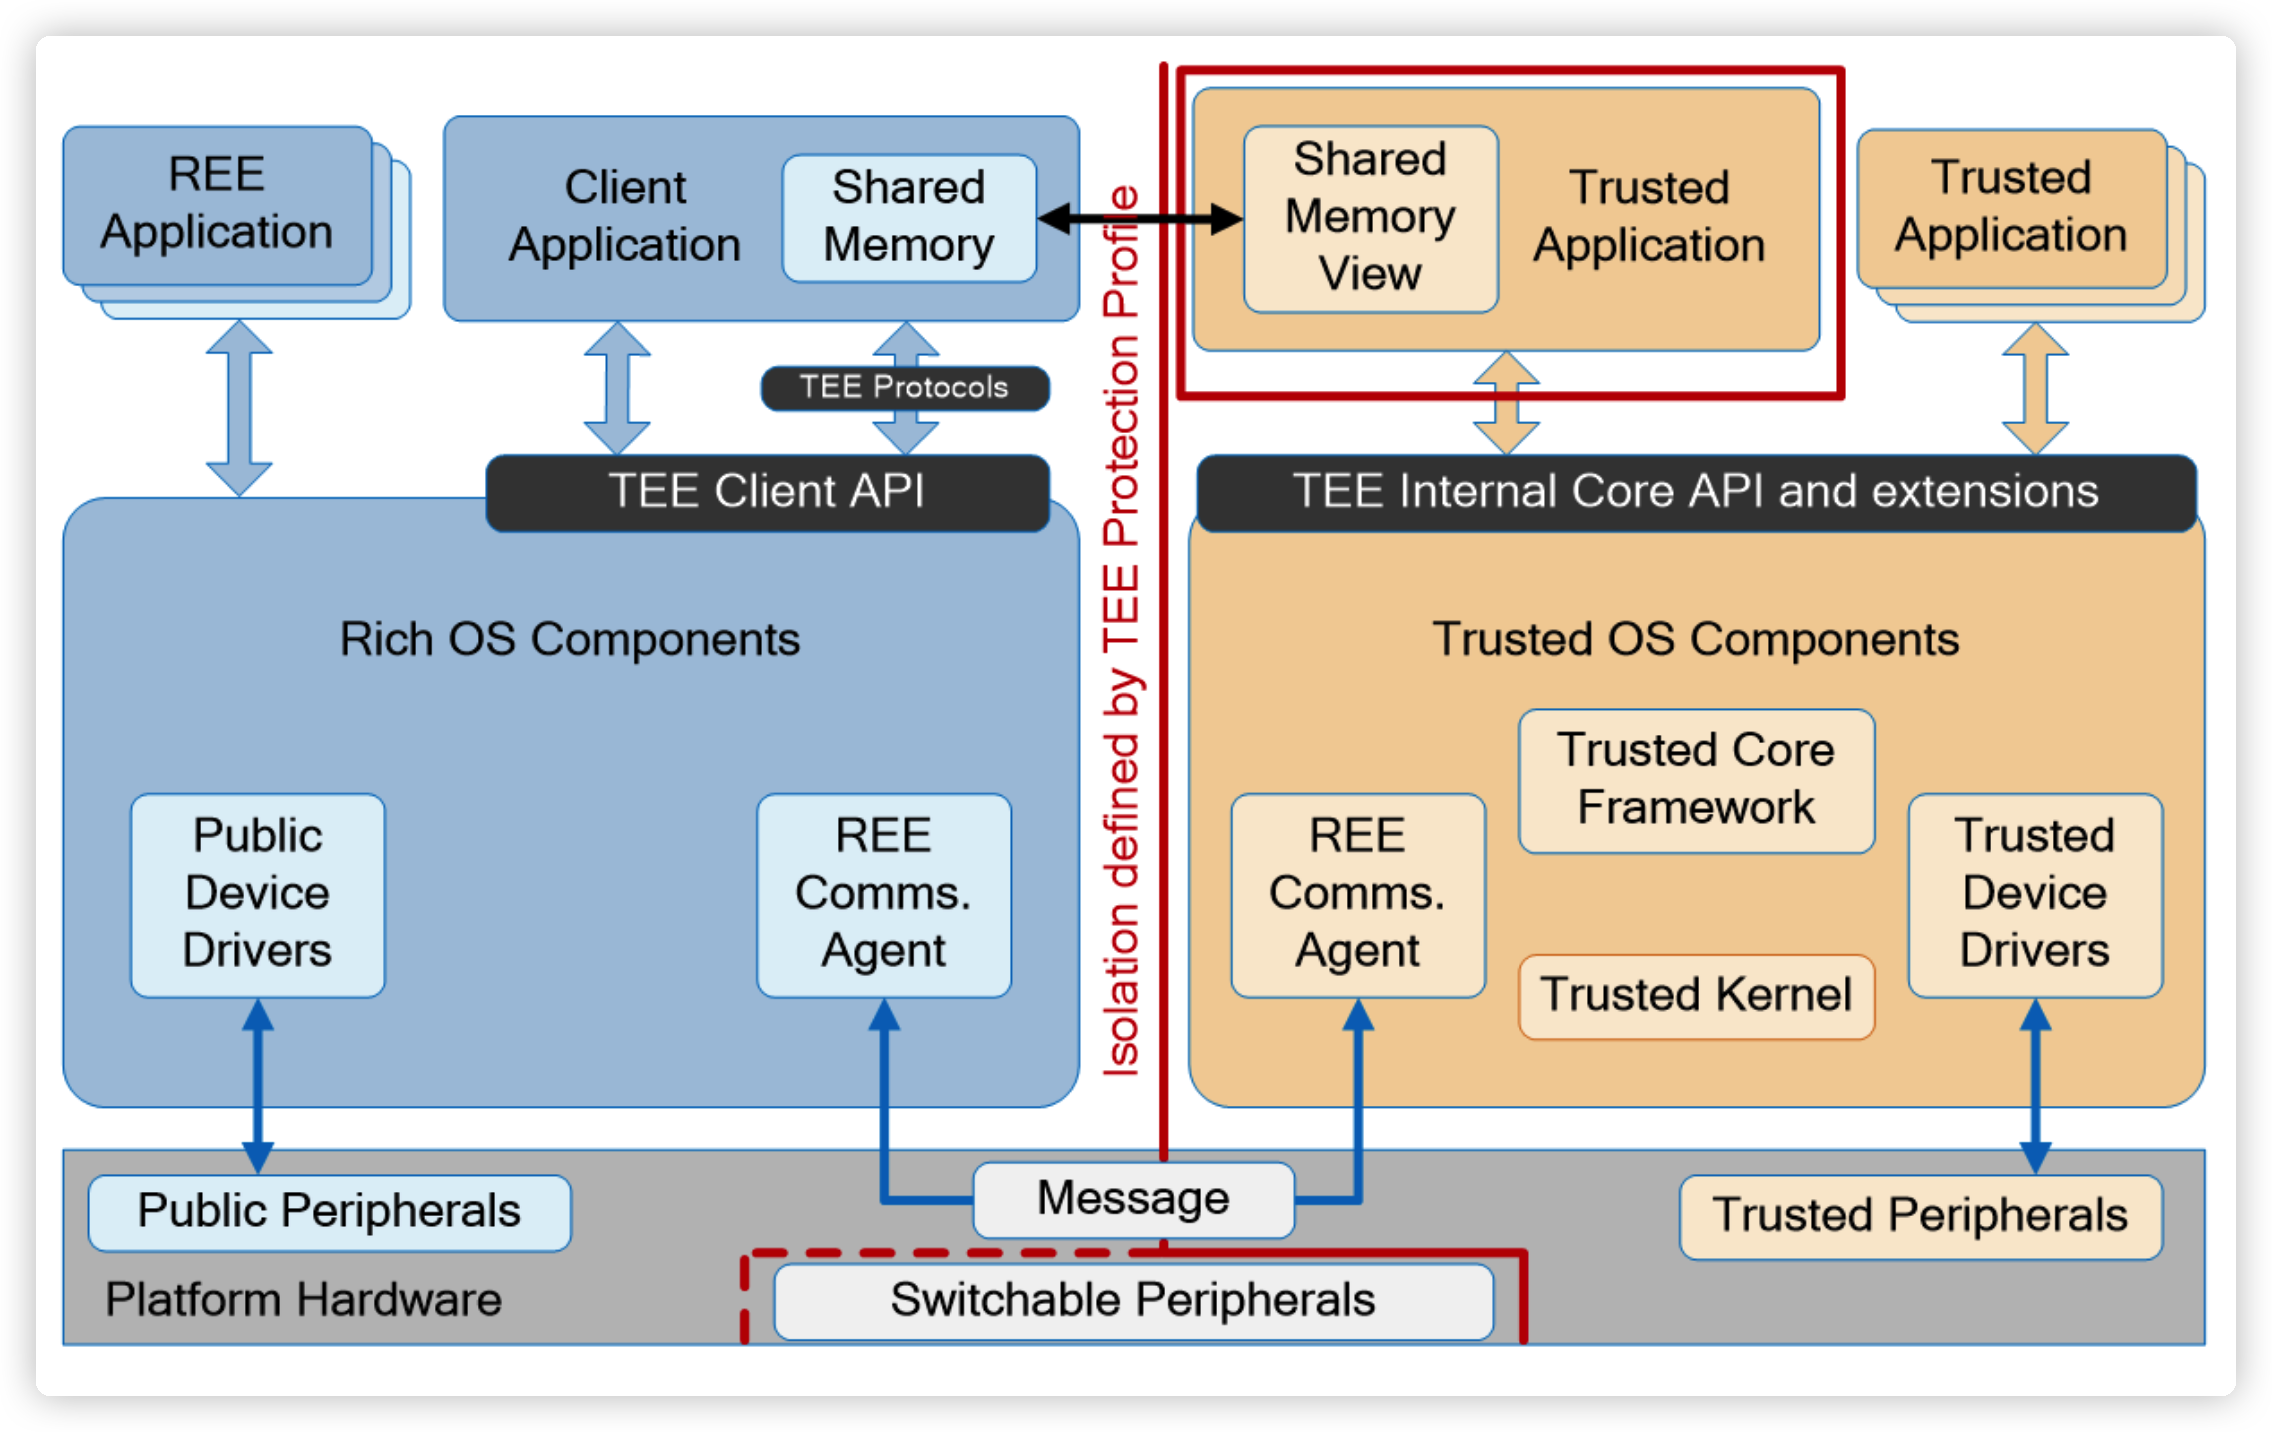 REE
Application
Client
Application
Shared
Memory
Shared
Memory
View
Trusted
Application
Trusted
Application
TEE Protocols
TEE Client API
TEE Internal Core API and extensions
Isolation defined by TEE Protection Profile
Rich OS Components
Trusted OS Components
Public
Device
Drivers
REE
Comms.
Agent
REE
Comms.
Agent
Trusted Core
Framework
Trusted Kernel
Trusted
Device
Drivers
Public Peripherals
Message
Trusted Peripherals
Platform Hardware
Switchable Peripherals